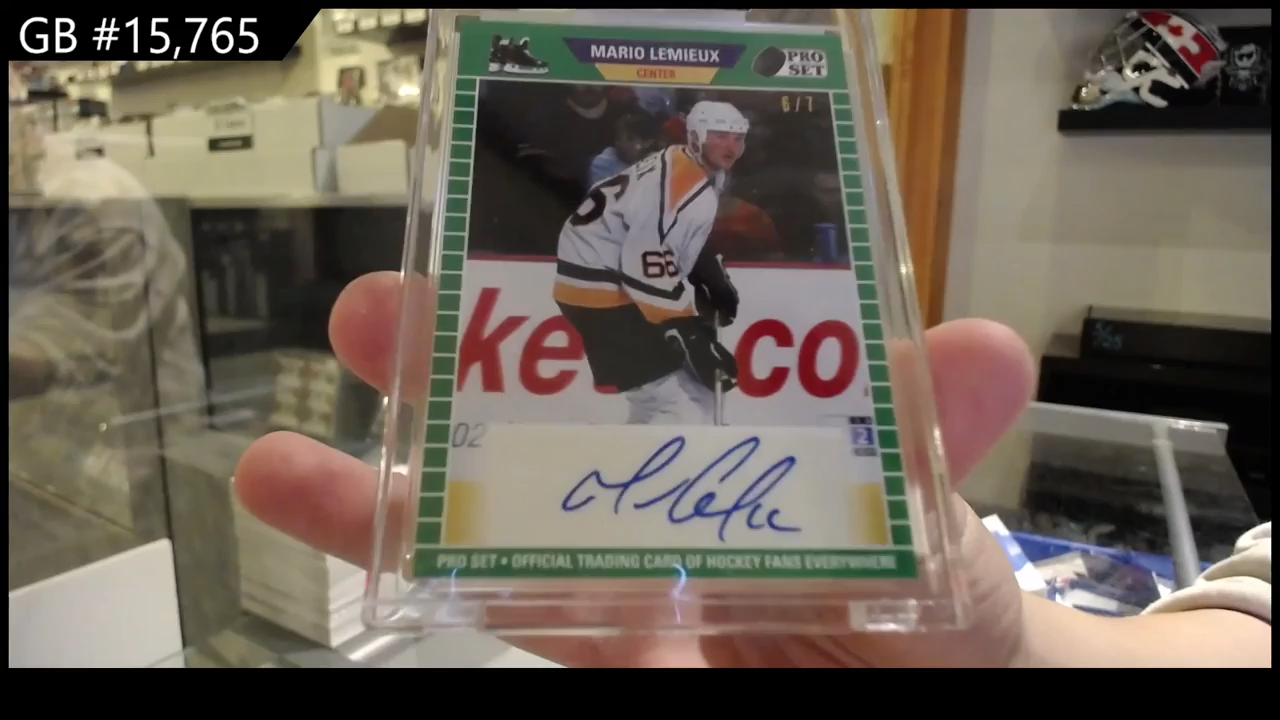 GB #15,765
MARIO LEMIEUX
CENTER
PRO
SET
6/7
66
ke
co
02
2
PRO SET • OFFICIAL TRADING CARD OF HOCKEY FANS EVERYWHERE